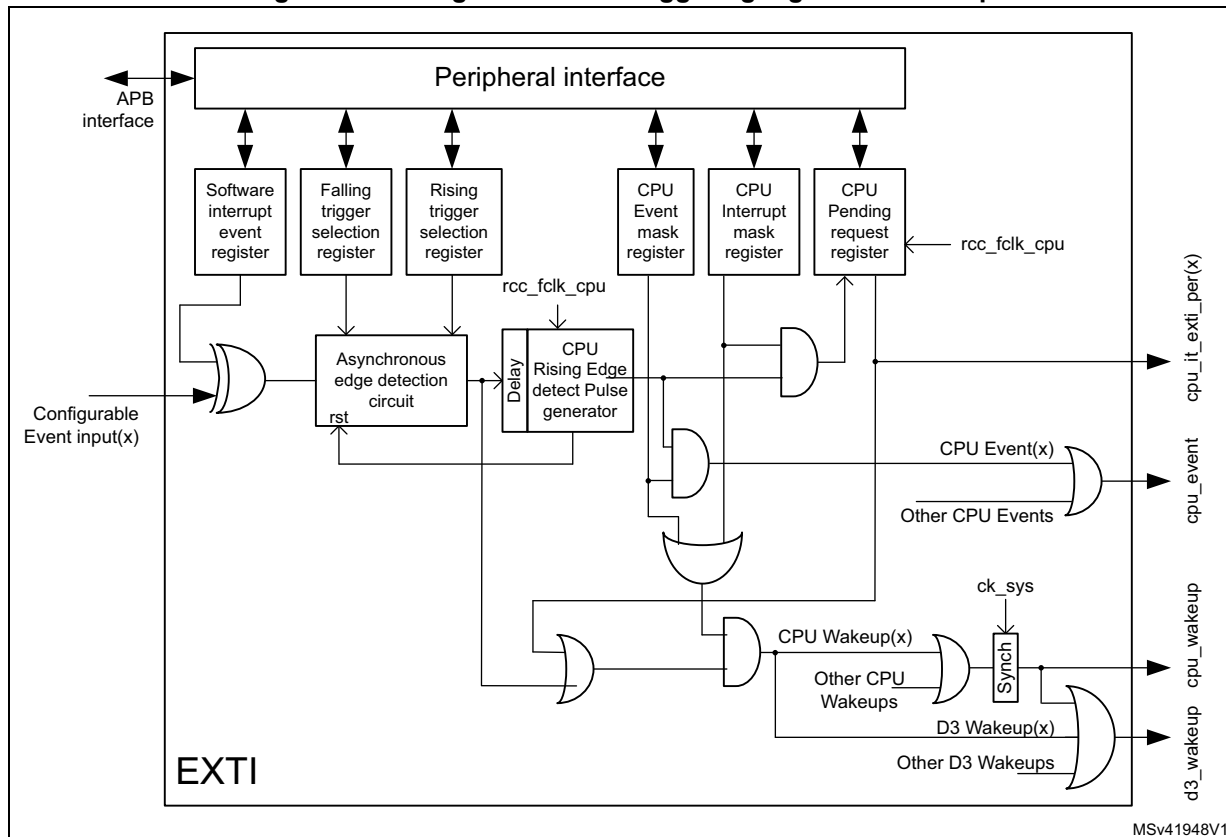 Peripheral interface
APB
interface
Software
interrupt
event
register
Falling
trigger
selection
register
Rising
trigger
selection
register
CPU
Event
mask
register
CPU
Interrupt
mask
register
CPU
Pending
request
register
rcc_fclk_cpu
rcc_fclk_cpu
cpu_it_exti_per(x)
Asynchronous
edge detection
circuit
rst
Delay
CPU
Rising Edge
detect Pulse
generator
Configurable
Event input(x)
CPU Event(x)
Other CPU Events
cpu_event
ck_sys
CPU Wakeup(x)
Other CPU
Wakeups
Synch
cpu_wakeup
D3 Wakeup(x)
Other D3 Wakeups
d3_wakeup
EXTI
MSv41948V1